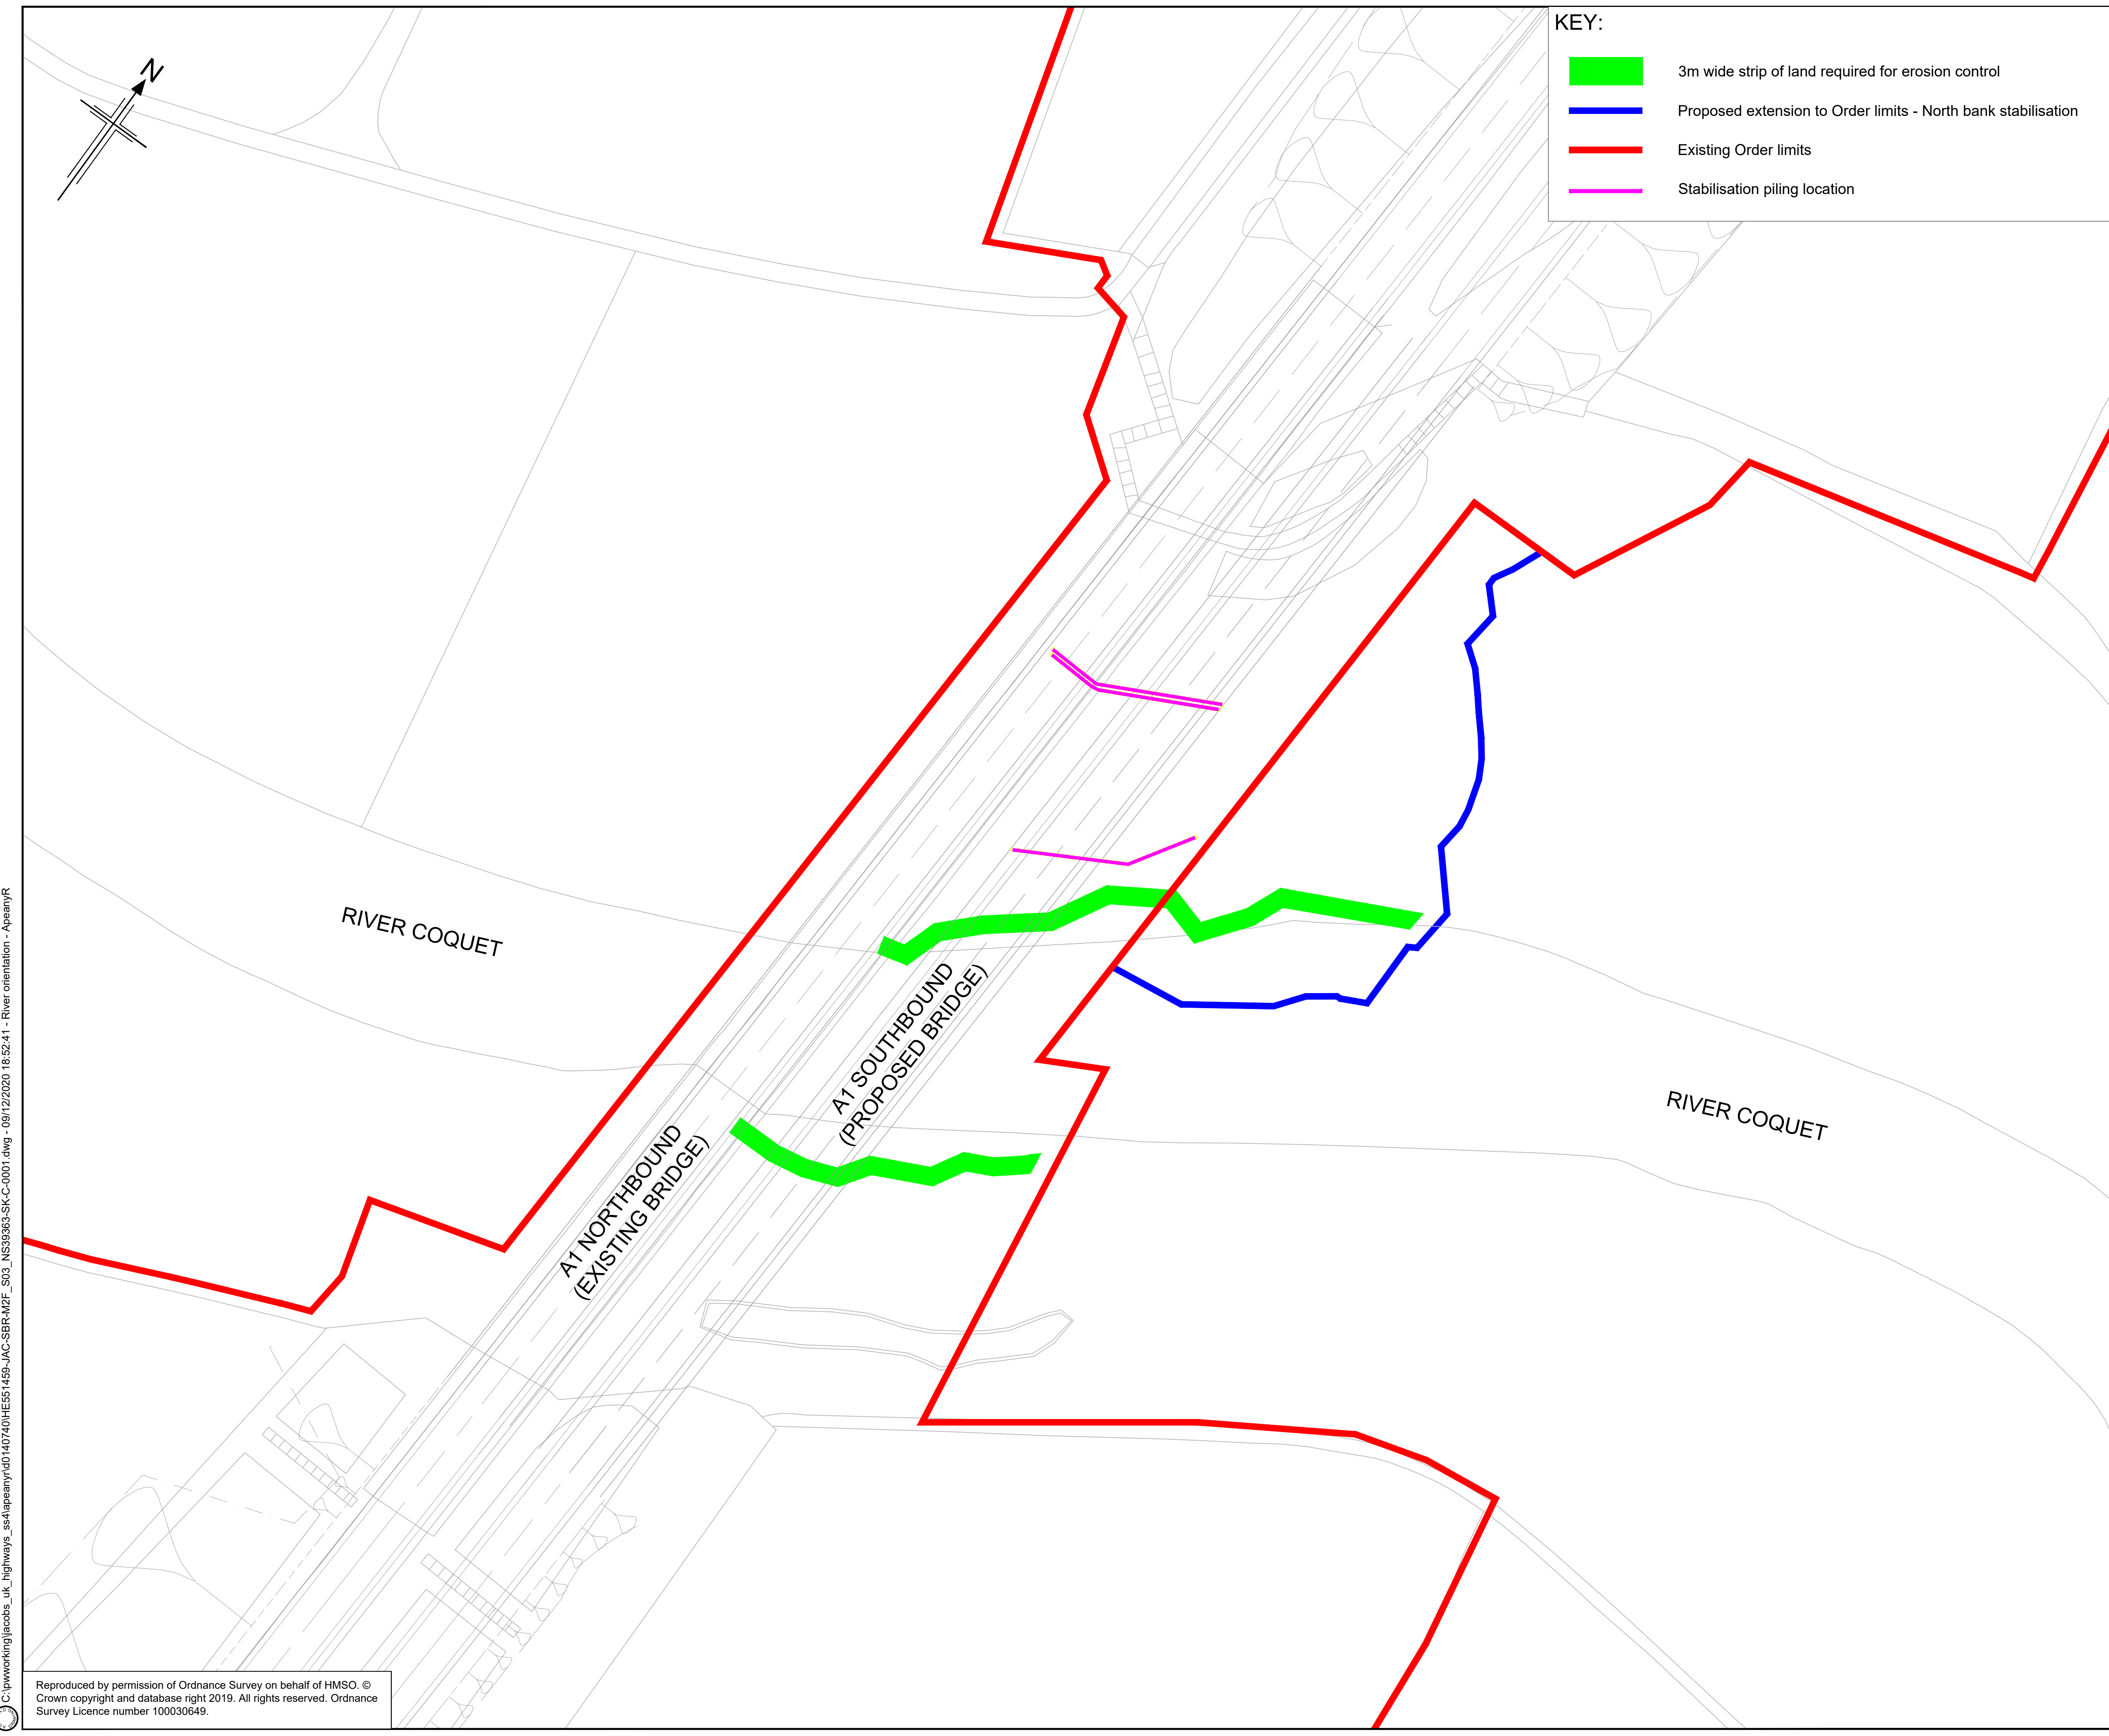 N
KEY:
3m wide strip of land required for erosion control
Proposed extension to Order limits - North bank stabilisation
Existing Order limits
Stabilisation piling location
RIVER COQUET
A1 SOUTHBOUND
(PROPOSED BRIDGE)
A1 NORTHBOUND
(EXISTING BRIDGE)
RIVER COQUET
C:\pwworking\jacobs_uk_highways_ss4\apeanyr\d0140740\HE551459-JAC-SBR-M2F_S03_NS39363-SK-C-0001.dwg - 09/12/2020 18:52:41 - River orientation - ApeanyR
Reproduced by permission of Ordnance Survey on behalf of HMSO. ©
Crown copyright and database right 2019. All rights reserved. Ordnance
Survey Licence number 100030649.